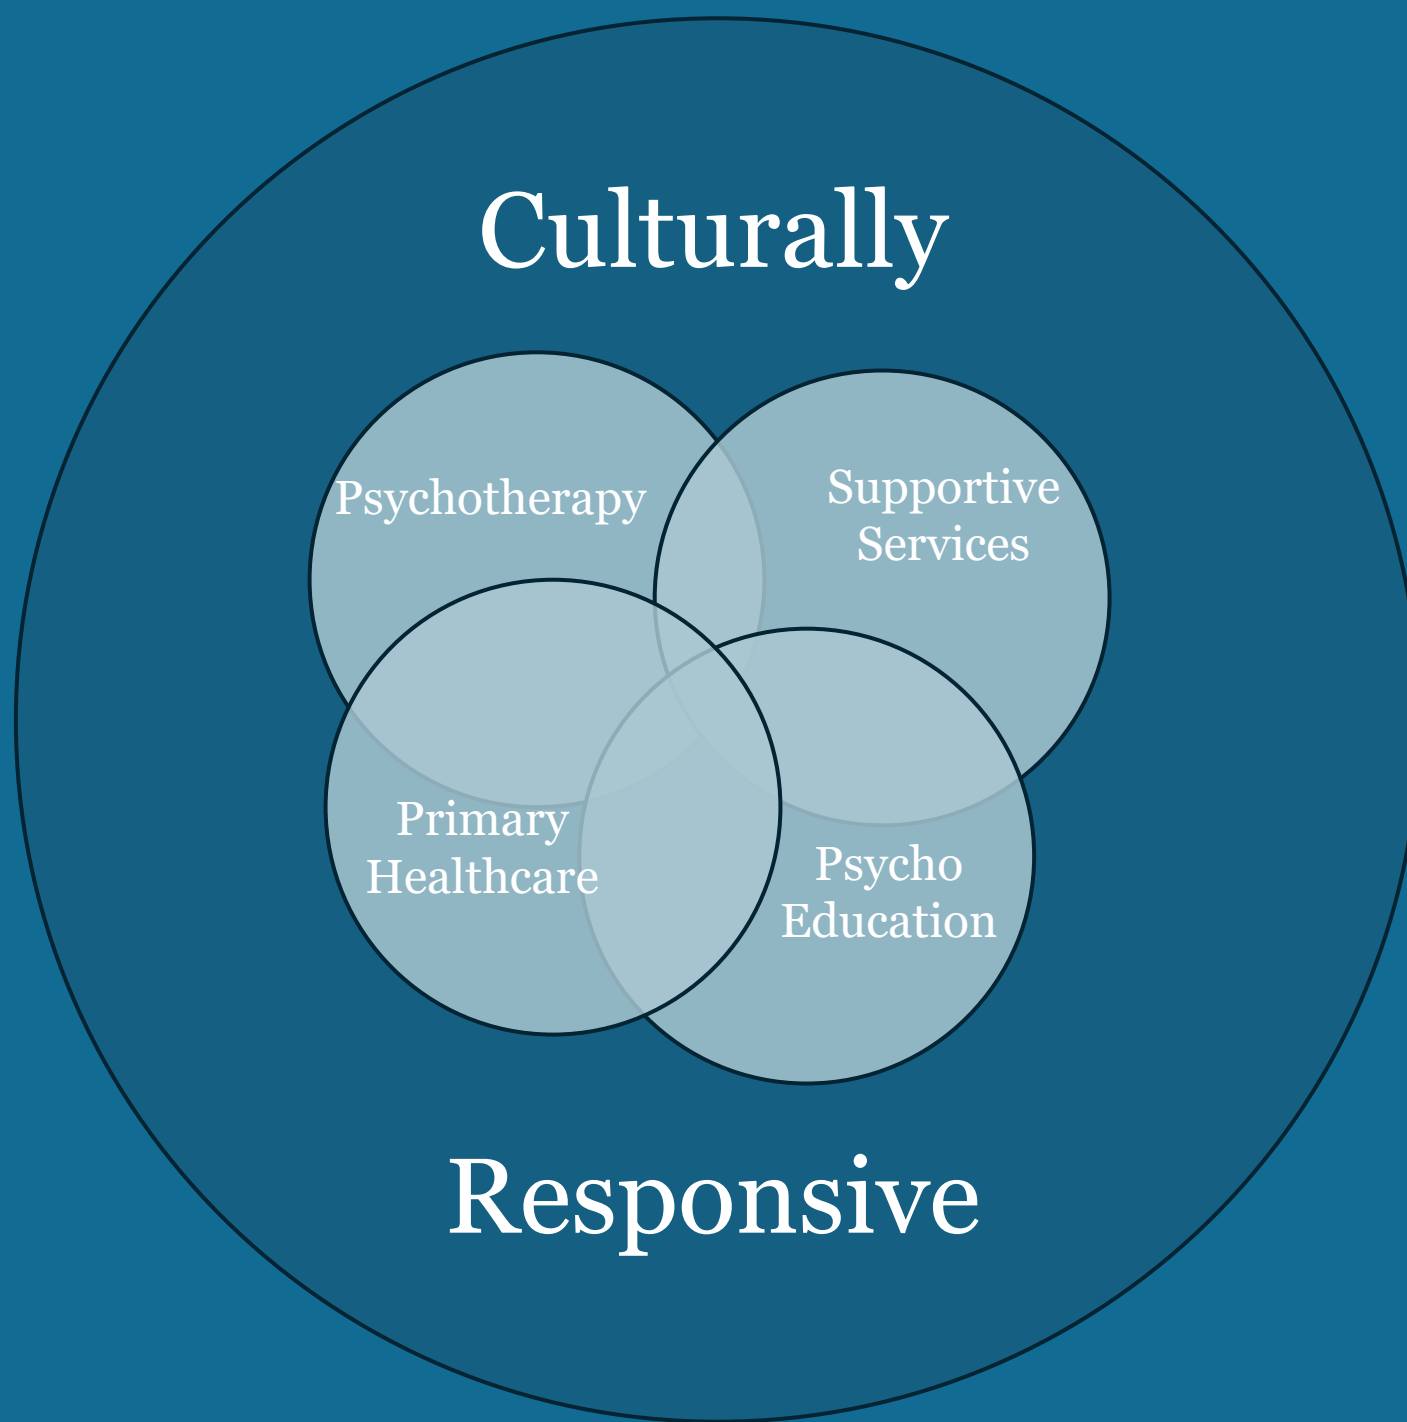 Culturally
Psychotherapy
Supportive
Services
Primary
Healthcare
Psycho
Education
Responsive